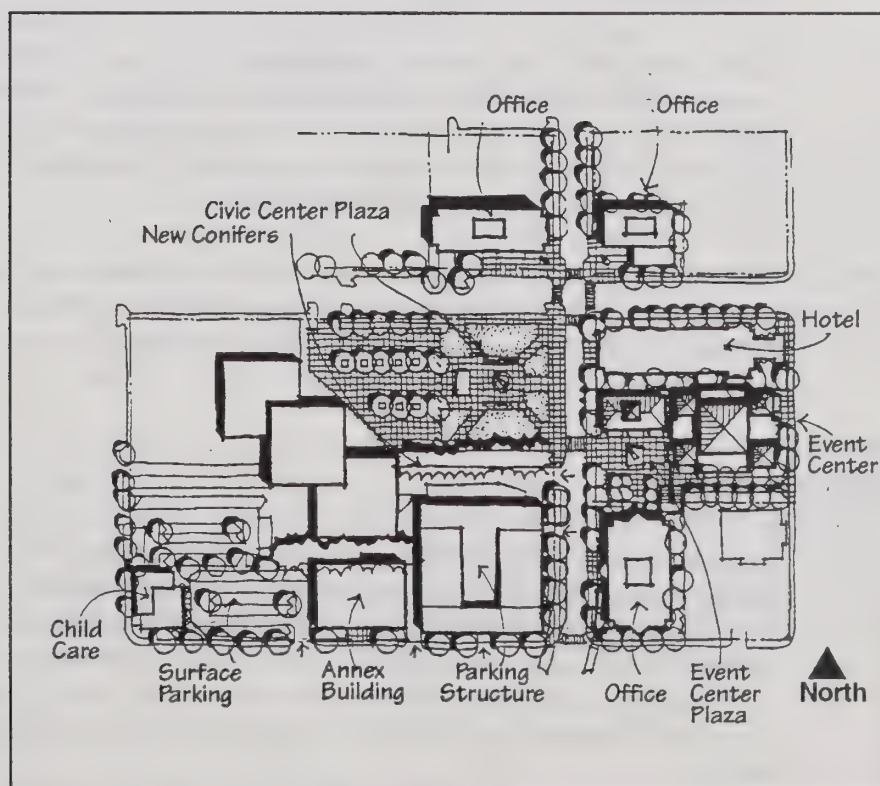 Office
Office
Civic Center Plaza
New Conifers
Hotel
Event
Center
Child
Care
Surface
Parking
Annex
Building
Parking
Structure
Office
Event
Center
Plaza
North